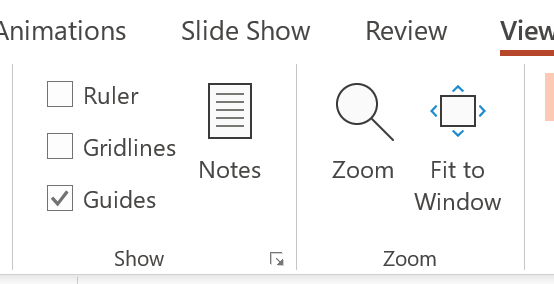 Animations Slide Show Review View
Ruler
Gridlines
Guides
Notes
Zoom
Fit to
Window
Show
Zoom